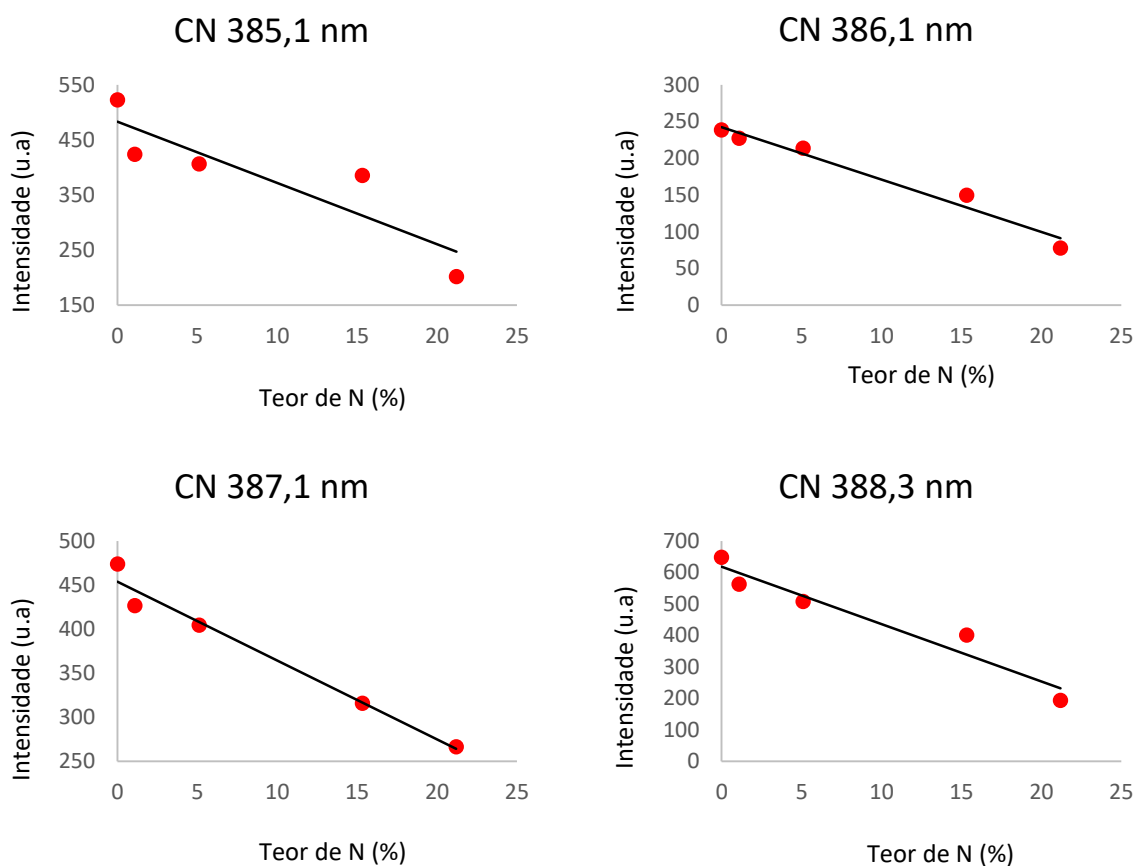 CN 385,1 nm
550
450
350
250
150
0 5 10 15 20 25
Intensidade (u.a)
Teor de N (%)
CN 386,1 nm
300
250
200
150
100
50
0
0 5 10 15 20 25
Intensidade (u.a)
Teor de N (%)
CN 387,1 nm
500
450
400
350
300
250
0 5 10 15 20 25
Intensidade (u.a)
Teor de N (%)
CN 388,3 nm
700
600
500
400
300
200
100
0
0 5 10 15 20 25
Intensidade (u.a)
Teor de N (%)